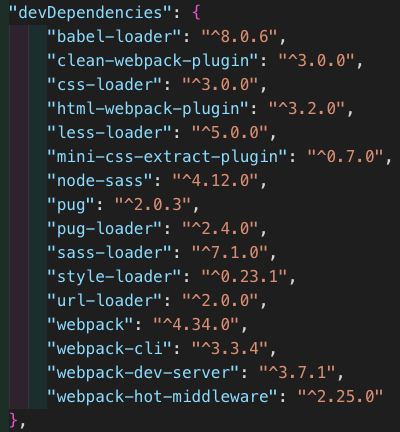 "devDependencies": {
"babel-loader": "^8.0.6",
"clean-webpack-plugin": "^3.0.0",
"css-loader": "^3.0.0",
"html-webpack-plugin": "^3.2.0",
"less-loader": "^5.0.0",
"mini-css-extract-plugin": "^0.7.0",
"node-sass": "^4.12.0",
"pug": "^2.0.3",
"pug-loader": "^2.4.0",
"sass-loader": "^7.1.0",
"style-loader": "^0.23.1",
"url-loader": "^2.0.0",
"webpack": "^4.34.0",
"webpack-cli": "^3.3.4",
"webpack-dev-server": "^3.7.1",
"webpack-hot-middleware": "^2.25.0"
},